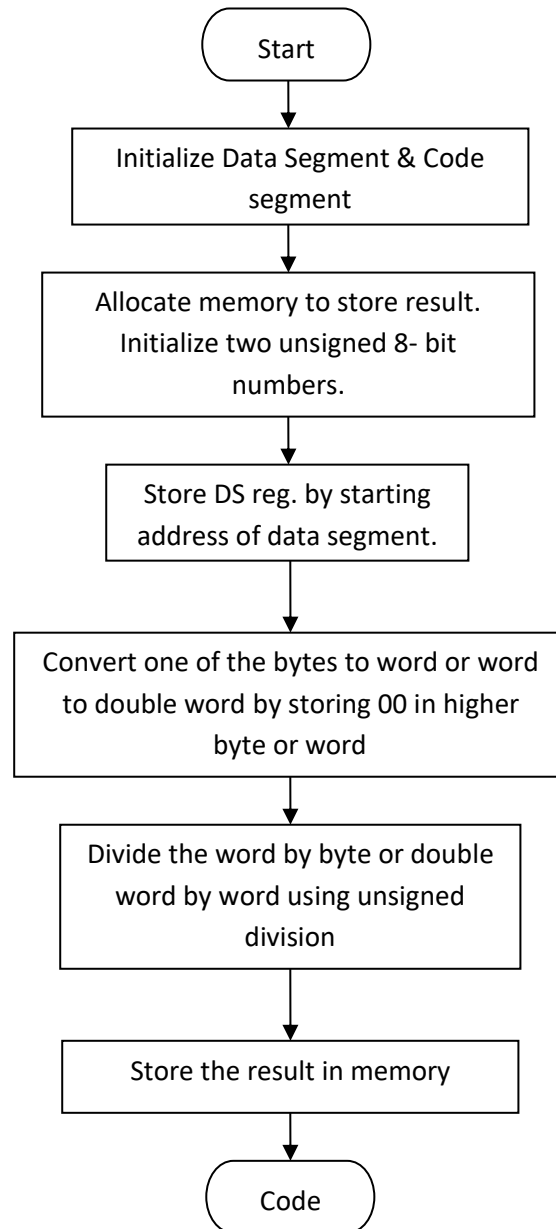 Start
Initialize Data Segment & Code
segment
Allocate memory to store result.
Initialize two unsigned 8- bit
numbers.
Store DS reg. by starting
address of data segment.
Convert one of the bytes to word or word
to double word by storing 00 in higher
byte or word
Divide the word by byte or double
word by word using unsigned
division
Store the result in memory
Code